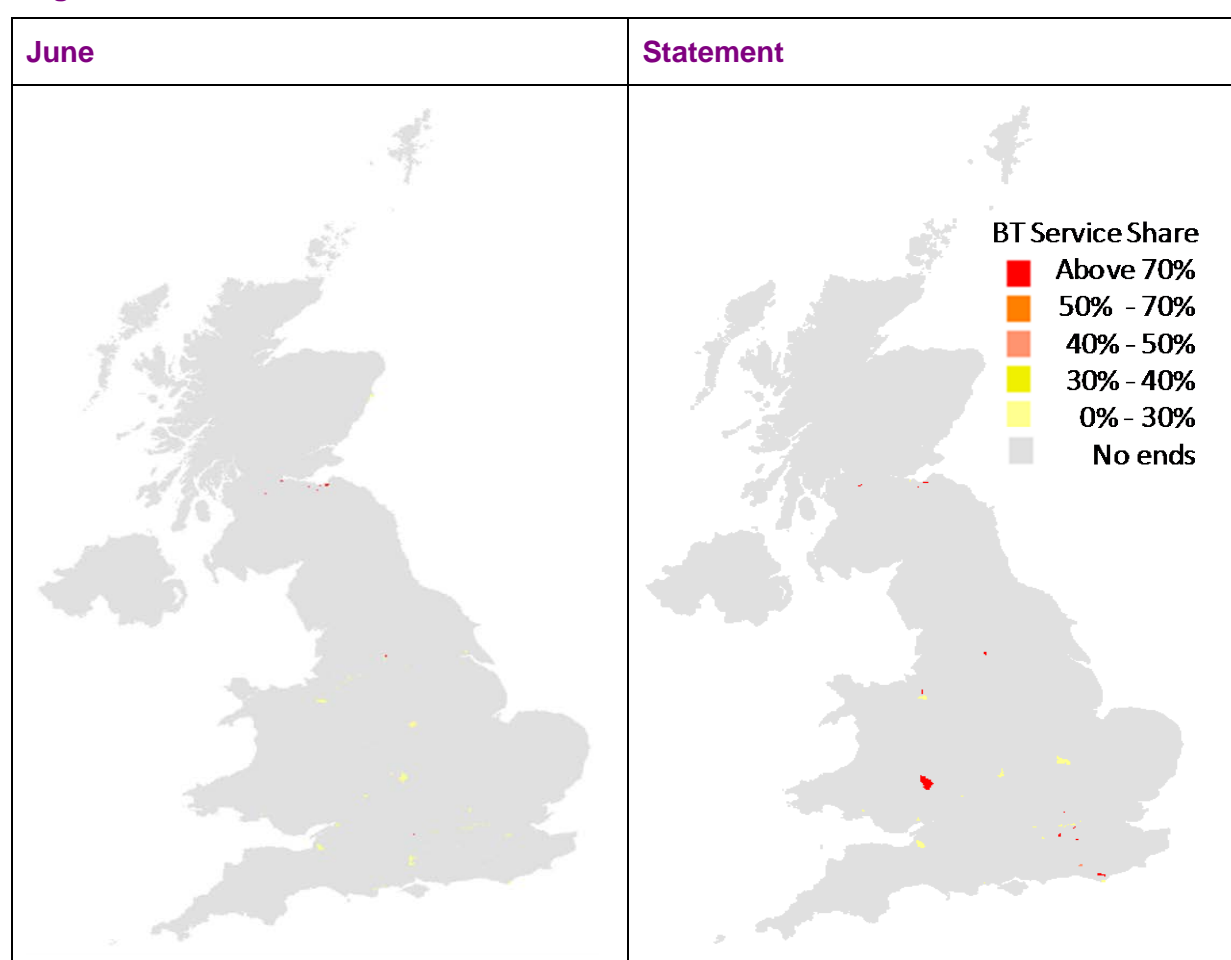 June
Statement
BT Service Share
Above 70%
50% - 70%
40% - 50%
30% - 40%
0% - 30%
No ends